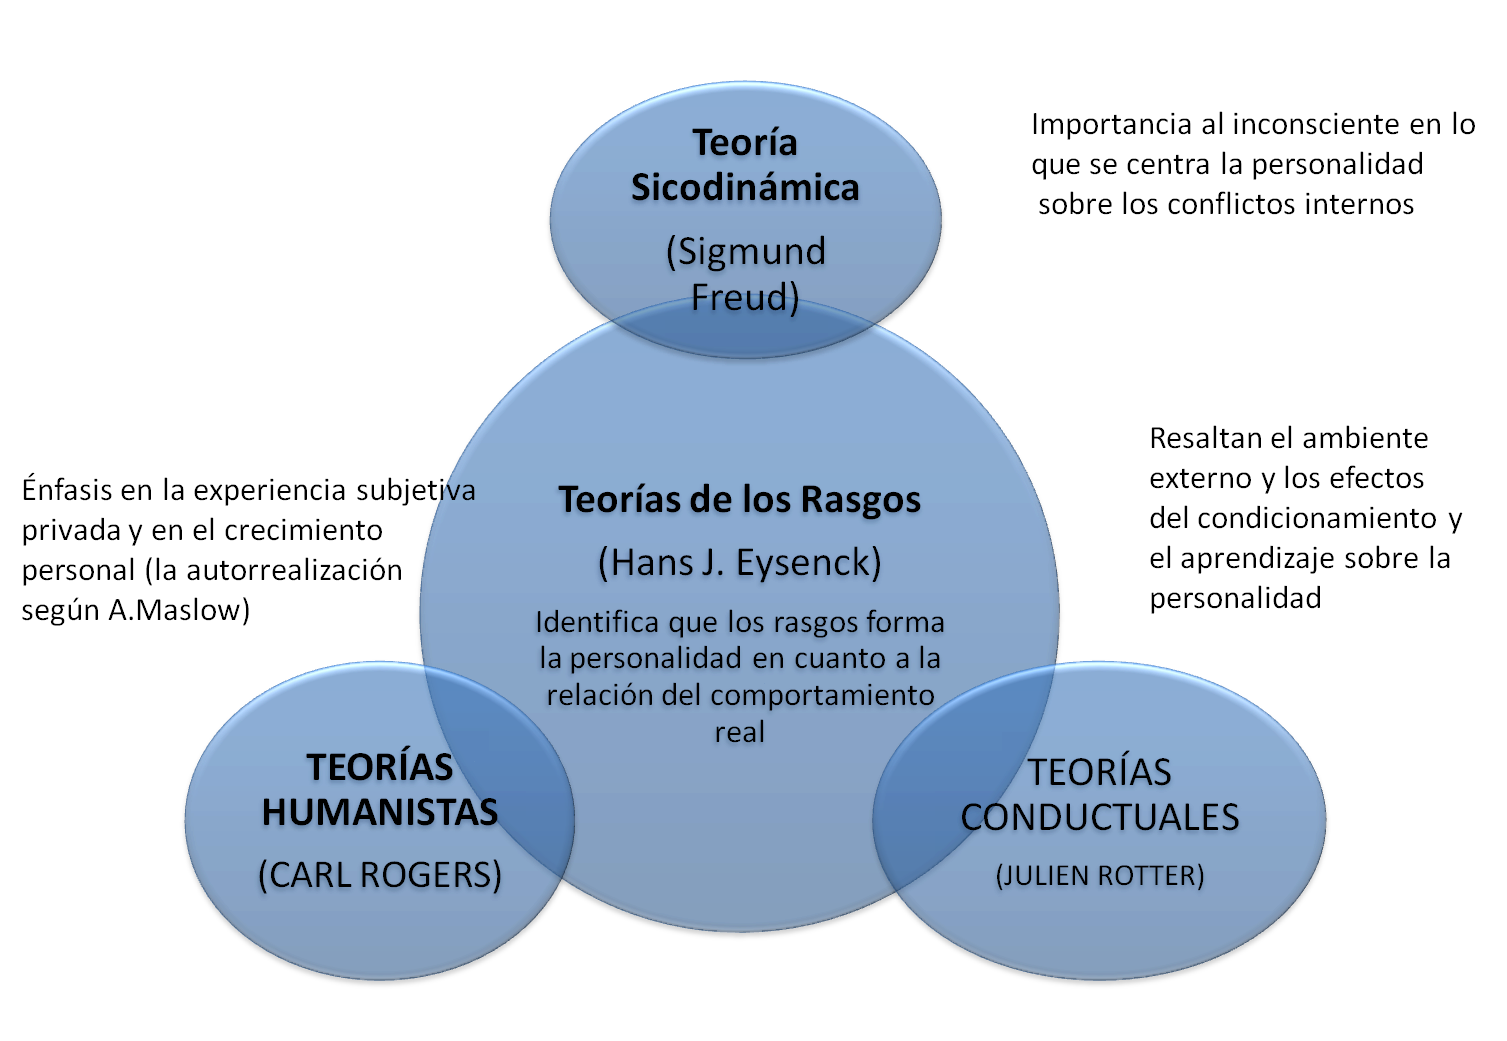 Teoría
Sicodinámica
(Sigmund
Freud)
Importancia al inconsciente en lo
que se centra la personalidad
sobre los conflictos internos
Teorías de los Rasgos
(Hans J. Eysenck)
Identifica que los rasgos forma
la personalidad en cuanto a la
relación del comportamiento
real
Resaltan el ambiente
externo y los efectos
del condicionamiento y
el aprendizaje sobre la
personalidad
Énfasis en la experiencia subjetiva
privada y en el crecimiento
personal (la autorrealización
según A.Maslow)
TEORÍAS
HUMANISTAS
(CARL ROGERS)
TEORÍAS
CONDUCTUALES
(JULIEN ROTTER)